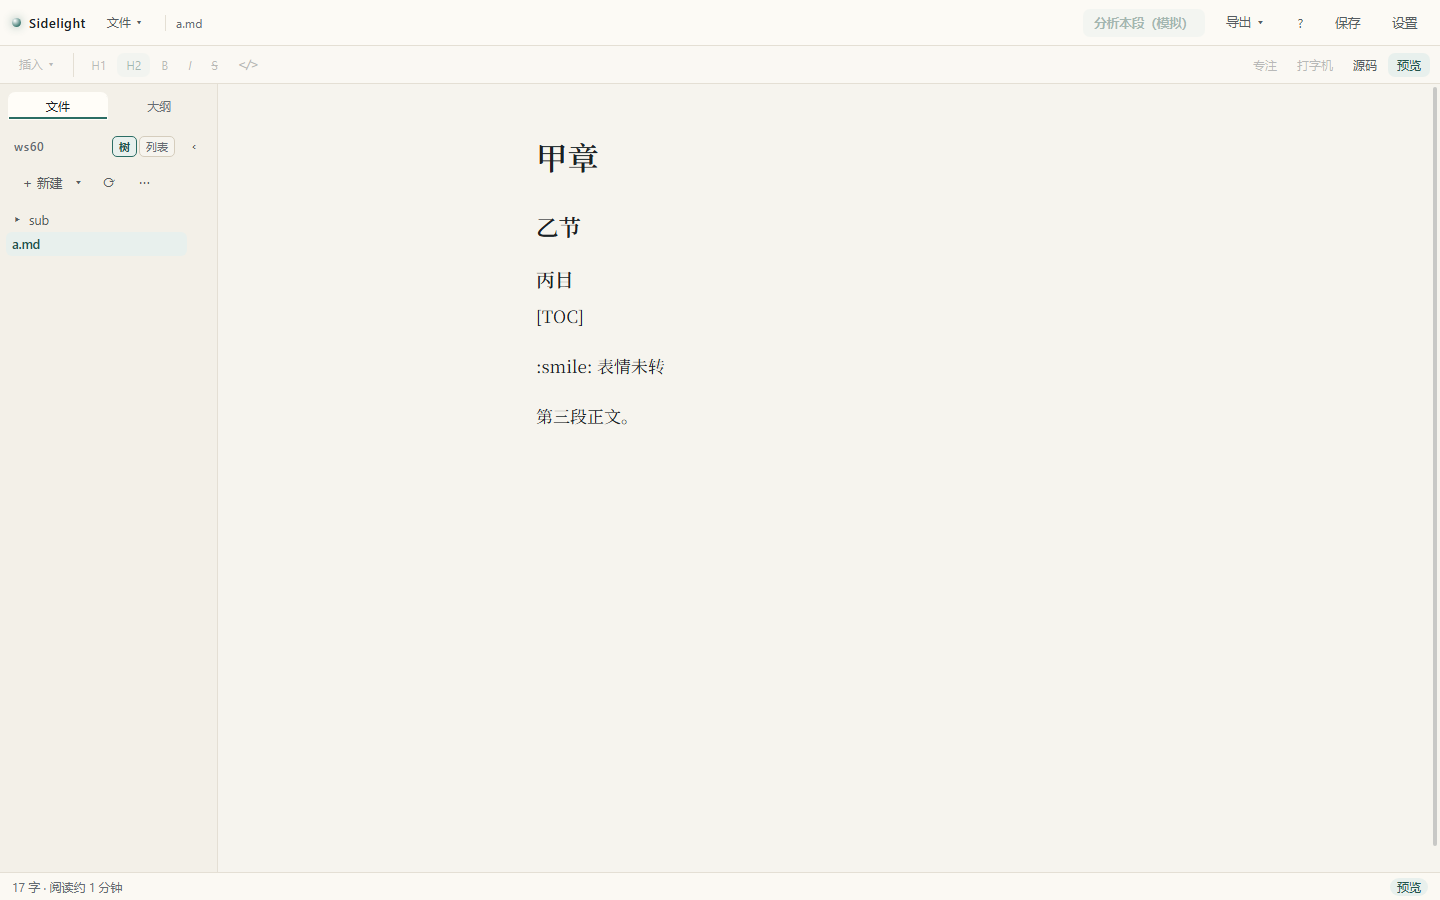 Sidelight 文件 a.md 分析本段（模拟） 导出 ? 保存 设置
插入 H1 H2 B I S </> 专注 打字机 源码 预览
文件 大纲
ws60 树 列表
+ 新建 ...
sub
a.md
甲章
乙节
丙目
[TOC]
:smile: 表情未转
第三段正文。
17 字 · 阅读约 1 分钟 预览